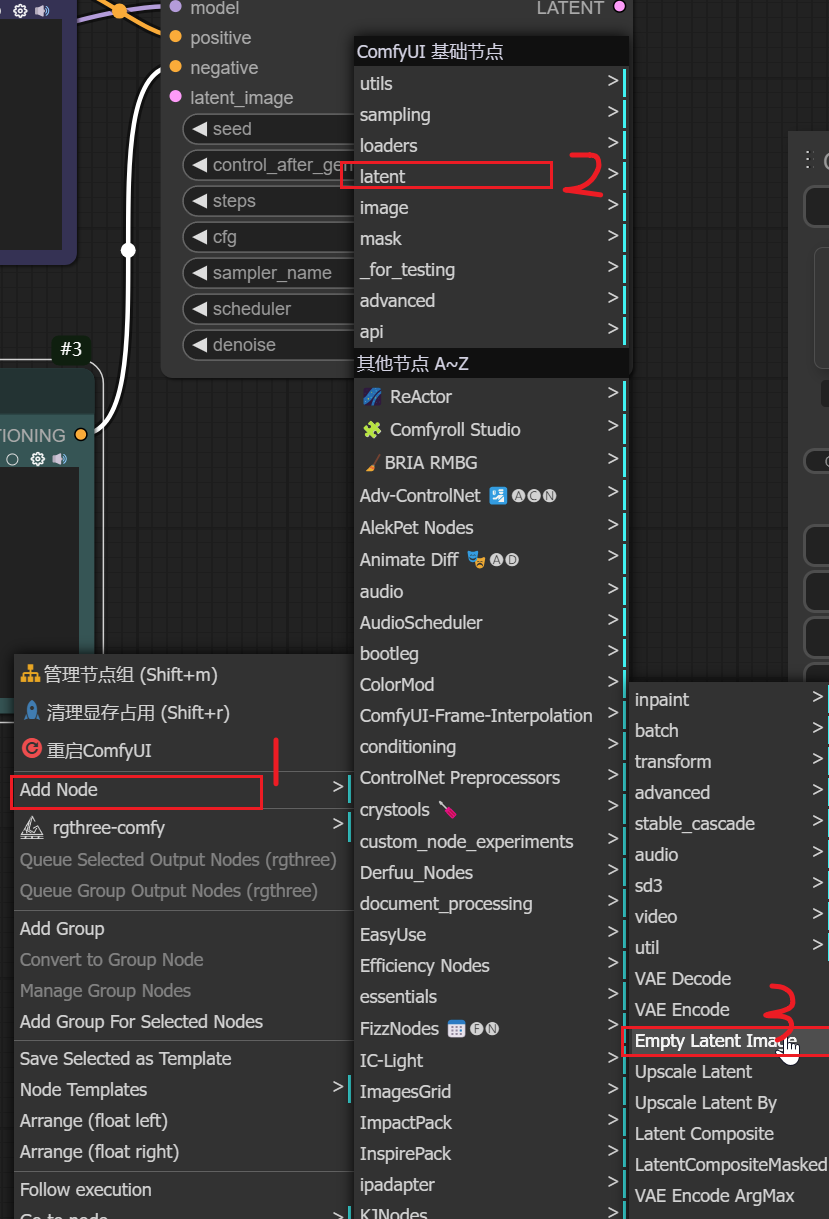 model
LATENT
positive
negative
latent_image
seed
control_after_gen
steps
cfg
sampler_name
scheduler
denoise
#3
TIONING
ComfyUI 基础节点
utils
sampling
loaders
latent
2
image
mask
_for_testing
advanced
api
其他节点 A~Z
ReActor
Comfyroll Studio
BRIA RMBG
Adv-ControlNet 🛂🅐🅒🅝
AlekPet Nodes
Animate Diff 🎭🅐🅓
audio
AudioScheduler
bootleg
ColorMod
ComfyUI-Frame-Interpolation
conditioning
ControlNet Preprocessors
crystools
custom_node_experiments
Derfuu_Nodes
document_processing
EasyUse
Efficiency Nodes
essentials
FizzNodes 📅🅕🅝
IC-Light
ImagesGrid
ImpactPack
InspirePack
ipadapter
KJNodes
管理节点组 (Shift+m)
清理显存占用 (Shift+r)
重启ComfyUI
1
Add Node
rgthree-comfy
Queue Selected Output Nodes (rgthree)
Queue Group Output Nodes (rgthree)
Add Group
Convert to Group Node
Manage Group Nodes
Add Group For Selected Nodes
Save Selected as Template
Node Templates
Arrange (float left)
Arrange (float right)
Follow execution
Go to node
inpaint
batch
transform
advanced
stable_cascade
audio
sd3
video
util
VAE Decode
VAE Encode
3
Empty Latent Image
Upscale Latent
Upscale Latent By
Latent Composite
LatentCompositeMasked
VAE Encode ArgMax